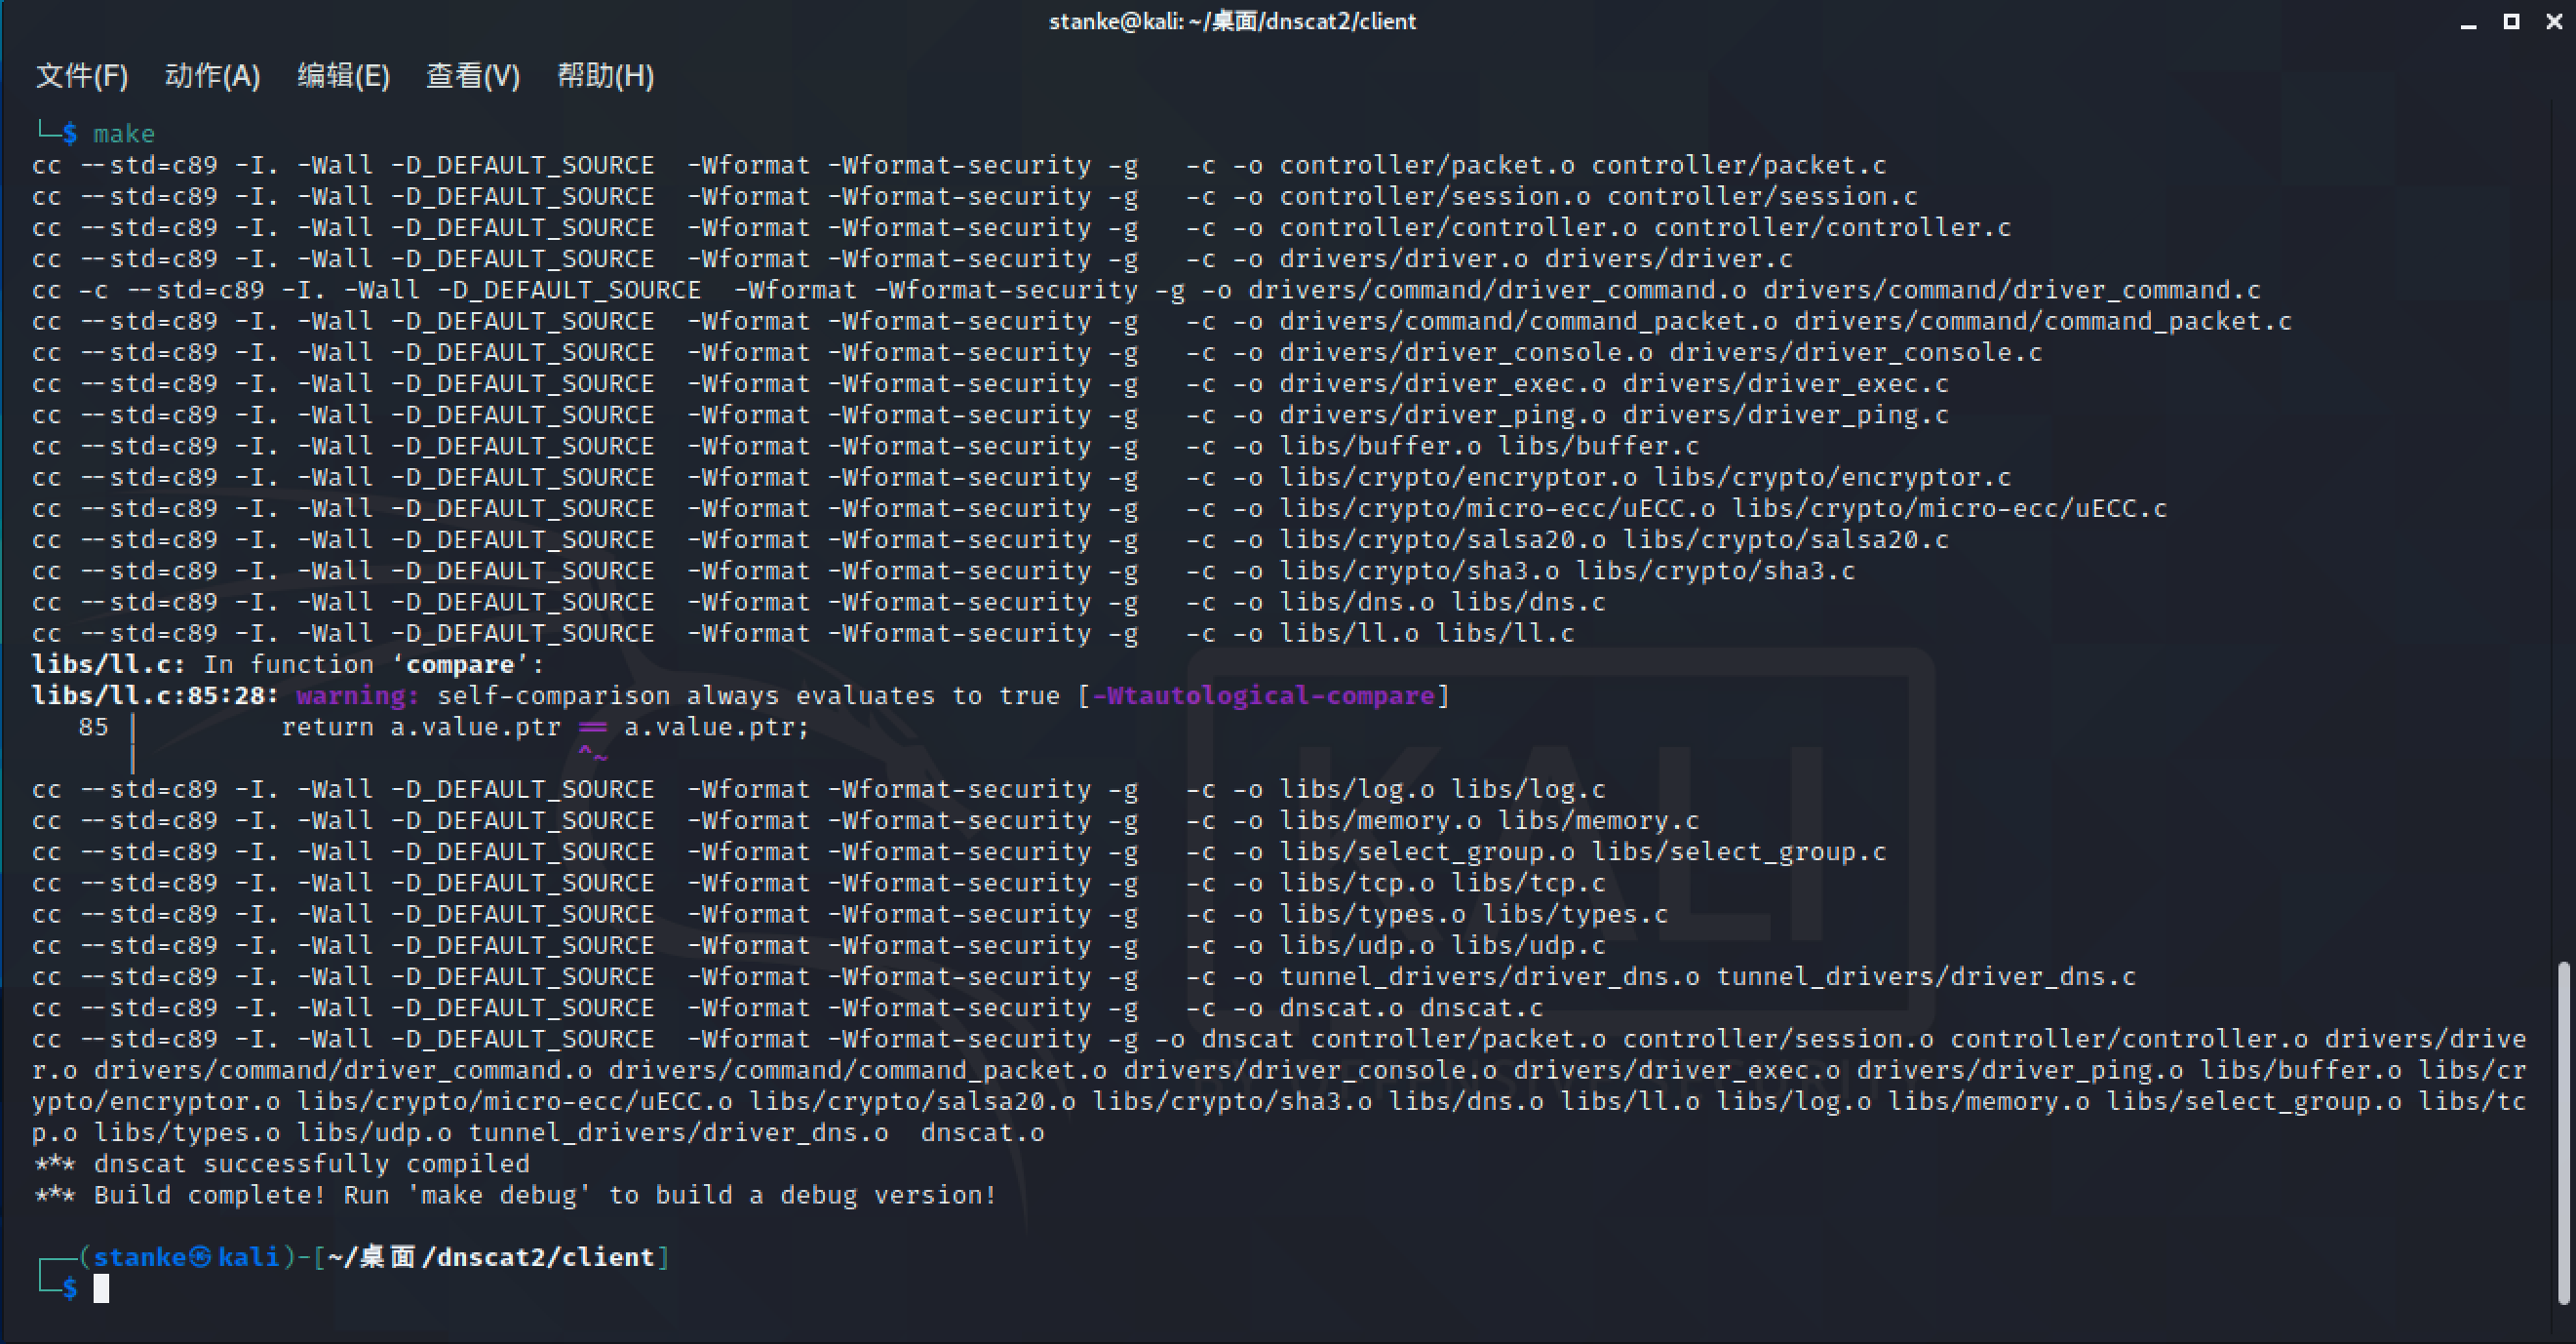 stanke@kali: ~/桌面/dnscat2/client
文件(F) 动作(A) 编辑(E) 查看(V) 帮助(H)
└─$ make
cc --std=c89 -I. -Wall -D_DEFAULT_SOURCE  -Wformat -Wformat-security -g   -c -o controller/packet.o controller/packet.c
cc --std=c89 -I. -Wall -D_DEFAULT_SOURCE  -Wformat -Wformat-security -g   -c -o controller/session.o controller/session.c
cc --std=c89 -I. -Wall -D_DEFAULT_SOURCE  -Wformat -Wformat-security -g   -c -o controller/controller.o controller/controller.c
cc --std=c89 -I. -Wall -D_DEFAULT_SOURCE  -Wformat -Wformat-security -g   -c -o drivers/driver.o drivers/driver.c
cc -c --std=c89 -I. -Wall -D_DEFAULT_SOURCE  -Wformat -Wformat-security -g -o drivers/command/driver_command.o drivers/command/driver_command.c
cc --std=c89 -I. -Wall -D_DEFAULT_SOURCE  -Wformat -Wformat-security -g   -c -o drivers/command/command_packet.o drivers/command/command_packet.c
cc --std=c89 -I. -Wall -D_DEFAULT_SOURCE  -Wformat -Wformat-security -g   -c -o drivers/driver_console.o drivers/driver_console.c
cc --std=c89 -I. -Wall -D_DEFAULT_SOURCE  -Wformat -Wformat-security -g   -c -o drivers/driver_exec.o drivers/driver_exec.c
cc --std=c89 -I. -Wall -D_DEFAULT_SOURCE  -Wformat -Wformat-security -g   -c -o drivers/driver_ping.o drivers/driver_ping.c
cc --std=c89 -I. -Wall -D_DEFAULT_SOURCE  -Wformat -Wformat-security -g   -c -o libs/buffer.o libs/buffer.c
cc --std=c89 -I. -Wall -D_DEFAULT_SOURCE  -Wformat -Wformat-security -g   -c -o libs/crypto/encryptor.o libs/crypto/encryptor.c
cc --std=c89 -I. -Wall -D_DEFAULT_SOURCE  -Wformat -Wformat-security -g   -c -o libs/crypto/micro-ecc/uECC.o libs/crypto/micro-ecc/uECC.c
cc --std=c89 -I. -Wall -D_DEFAULT_SOURCE  -Wformat -Wformat-security -g   -c -o libs/crypto/salsa20.o libs/crypto/salsa20.c
cc --std=c89 -I. -Wall -D_DEFAULT_SOURCE  -Wformat -Wformat-security -g   -c -o libs/crypto/sha3.o libs/crypto/sha3.c
cc --std=c89 -I. -Wall -D_DEFAULT_SOURCE  -Wformat -Wformat-security -g   -c -o libs/dns.o libs/dns.c
cc --std=c89 -I. -Wall -D_DEFAULT_SOURCE  -Wformat -Wformat-security -g   -c -o libs/ll.o libs/ll.c
libs/ll.c: In function ‘compare’:
libs/ll.c:85:28: warning: self-comparison always evaluates to true [-Wtautological-compare]
   85 |         return a.value.ptr == a.value.ptr;
      |                            ^~
cc --std=c89 -I. -Wall -D_DEFAULT_SOURCE  -Wformat -Wformat-security -g   -c -o libs/log.o libs/log.c
cc --std=c89 -I. -Wall -D_DEFAULT_SOURCE  -Wformat -Wformat-security -g   -c -o libs/memory.o libs/memory.c
cc --std=c89 -I. -Wall -D_DEFAULT_SOURCE  -Wformat -Wformat-security -g   -c -o libs/select_group.o libs/select_group.c
cc --std=c89 -I. -Wall -D_DEFAULT_SOURCE  -Wformat -Wformat-security -g   -c -o libs/tcp.o libs/tcp.c
cc --std=c89 -I. -Wall -D_DEFAULT_SOURCE  -Wformat -Wformat-security -g   -c -o libs/types.o libs/types.c
cc --std=c89 -I. -Wall -D_DEFAULT_SOURCE  -Wformat -Wformat-security -g   -c -o libs/udp.o libs/udp.c
cc --std=c89 -I. -Wall -D_DEFAULT_SOURCE  -Wformat -Wformat-security -g   -c -o tunnel_drivers/driver_dns.o tunnel_drivers/driver_dns.c
cc --std=c89 -I. -Wall -D_DEFAULT_SOURCE  -Wformat -Wformat-security -g   -c -o dnscat.o dnscat.c
cc --std=c89 -I. -Wall -D_DEFAULT_SOURCE  -Wformat -Wformat-security -g -o dnscat controller/packet.o controller/session.o controller/controller.o drivers/drive
r.o drivers/command/driver_command.o drivers/command/command_packet.o drivers/driver_console.o drivers/driver_exec.o drivers/driver_ping.o libs/buffer.o libs/cr
ypto/encryptor.o libs/crypto/micro-ecc/uECC.o libs/crypto/salsa20.o libs/crypto/sha3.o libs/dns.o libs/ll.o libs/log.o libs/memory.o libs/select_group.o libs/tc
p.o libs/types.o libs/udp.o tunnel_drivers/driver_dns.o  dnscat.o
*** dnscat successfully compiled
*** Build complete! Run 'make debug' to build a debug version!
┌──(stanke㉿kali)-[~/桌面/dnscat2/client]
└─$
KALI
BY OFFENSIVE SECURITY